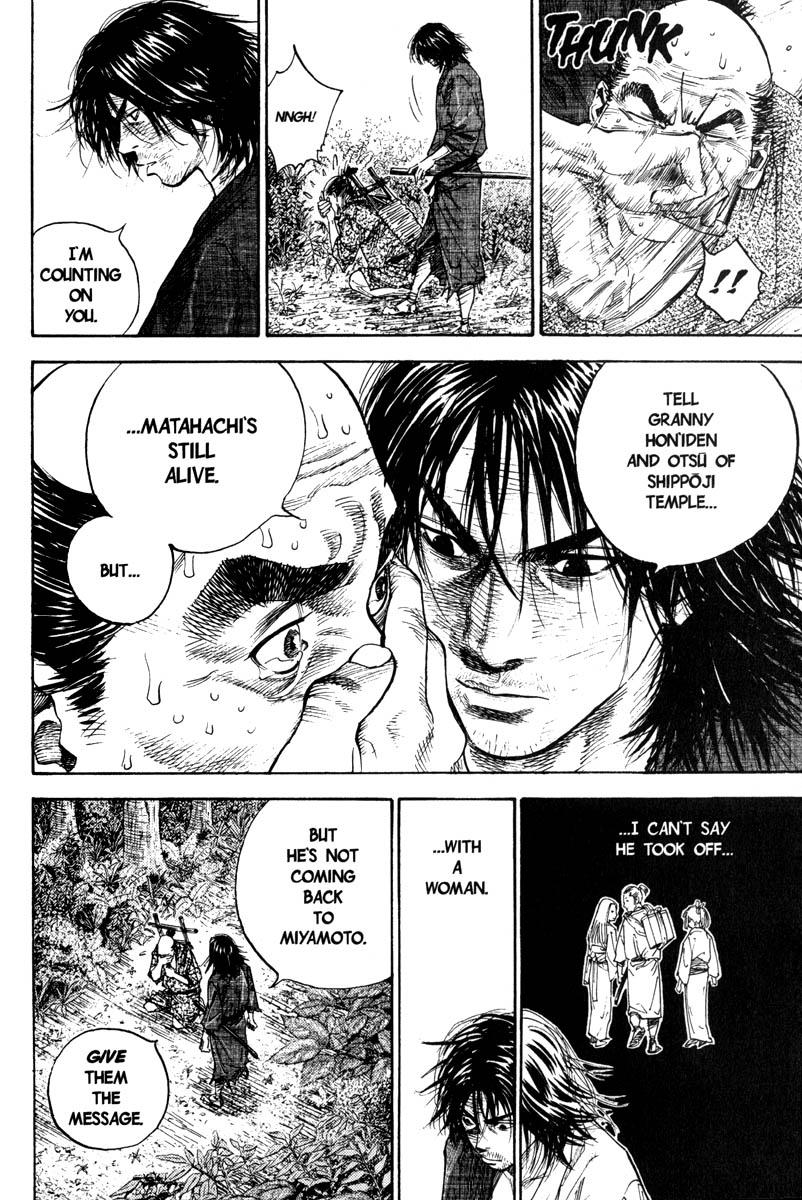 THUNK
!!
NNGH!
I'M
COUNTING
ON
YOU.
TELL
GRANNY
HON'IDEN
AND OTSŪ OF
SHIPPŌJI
TEMPLE...
...MATAHACHI'S
STILL
ALIVE.
BUT...
...I CAN'T SAY
HE TOOK OFF...
...WITH
A
WOMAN.
BUT
HE'S NOT
COMING
BACK
TO
MIYAMOTO.
GIVE
THEM
THE
MESSAGE.